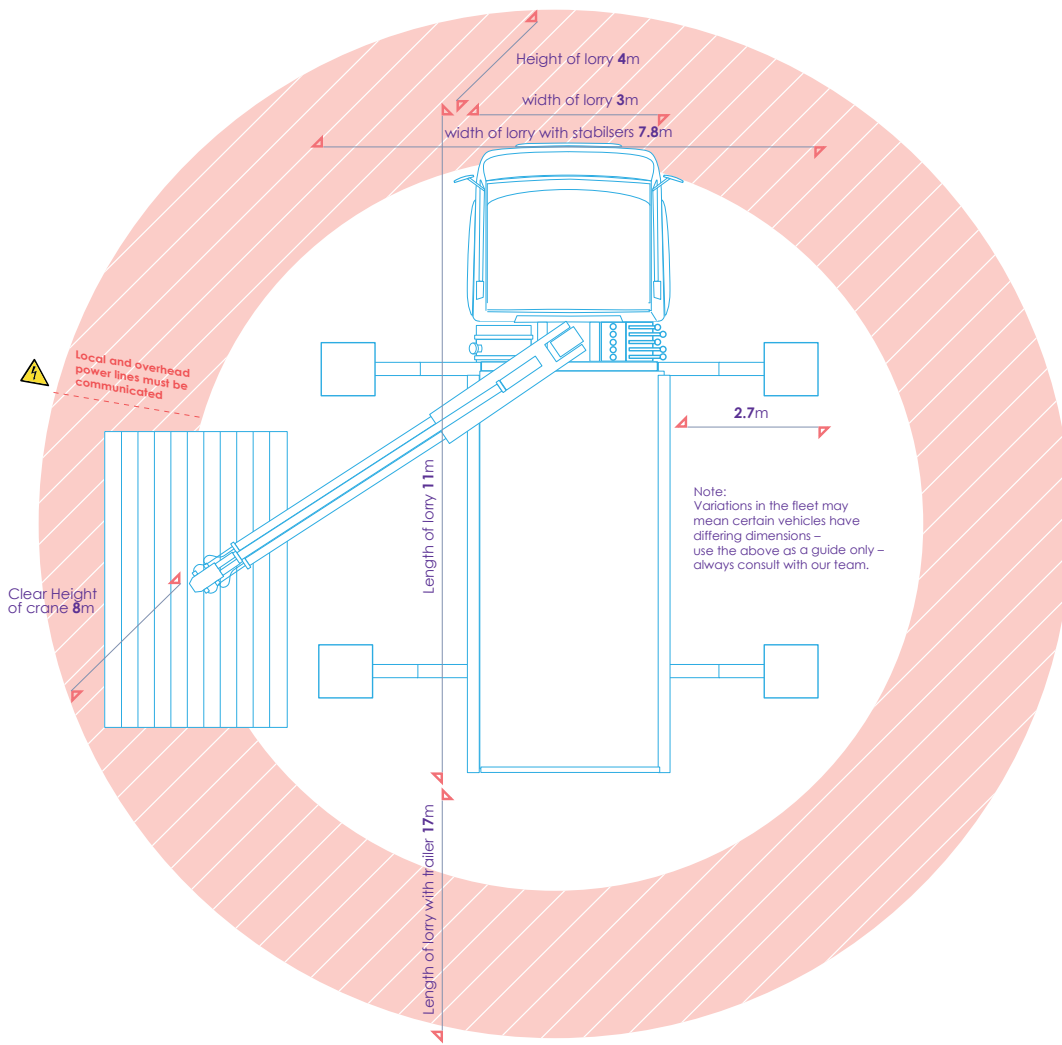 Height of lorry 4m
width of lorry 3m
width of lorry with stabilsers 7.8m
Local and overhead
power lines must be
communicated
2.7m
Length of lorry 11m
Note:
Variations in the fleet may
mean certain vehicles have
differing dimensions –
use the above as a guide only –
always consult with our team.
Clear Height
of crane 8m
Length of lorry with trailer 17m